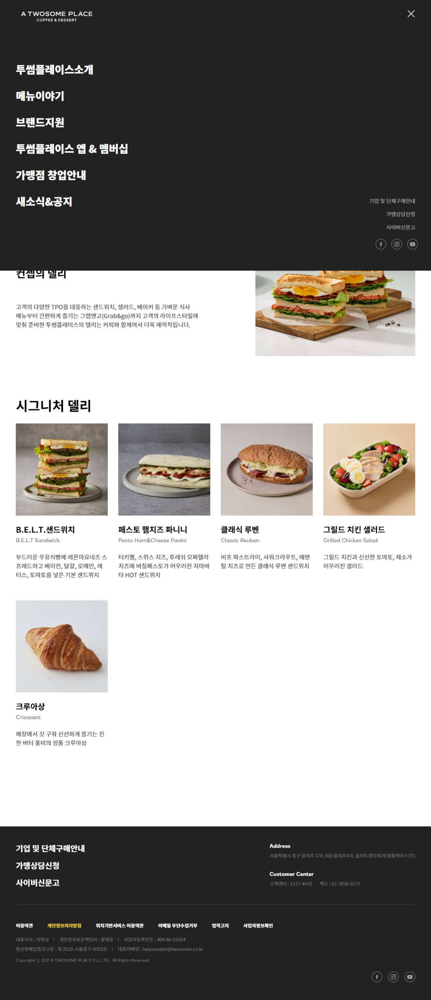 A TWOSOME PLACE
COFFEE & DESSERT
투썸플레이스소개
메뉴이야기
브랜드지원
투썸플레이스 앱 & 멤버십
가맹점 창업안내
새소식&공지
기업 및 단체구매안내
가맹상담신청
사이버신문고
컨셉의 델리
고객의 다양한 TPO를 대응하는 샌드위치, 샐러드, 베이커 등 가벼운 식사
메뉴부터 간편하게 즐기는 그랩앤고(Grab&go)까지 고객의 라이프스타일에
맞춰 준비한 투썸플레이스의 델리는 커피와 함께여서 더욱 매력적입니다.
시그니처 델리
B.E.L.T.샌드위치
B.E.L.T Sandwich
부드러운 우유식빵에 레몬마요네즈 스
프레드하고 베이컨, 달걀, 로메인, 레
터스, 토마토를 넣은 기본 샌드위치
페스토 햄치즈 파니니
Pesto Ham&Cheese Panini
터키햄, 스위스 치즈, 후레쉬 모짜렐라
치즈에 바질페스토가 어우러진 치아바
타 HOT 샌드위치
클래식 루벤
Classic Reuben
비프 파스트라미, 사워크라우트, 에멘
탈 치즈로 만든 클래식 루벤 샌드위치
그릴드 치킨 샐러드
Grilled Chicken Salad
그릴드 치킨과 신선한 토마토, 채소가
어우러진 샐러드
크루아상
Criossant
매장에서 갓 구워 신선하게 즐기는 진
한 버터 풍미의 정통 크루아상
기업 및 단체구매안내
가맹상담신청
사이버신문고
Address
서울특별시 중구 을지로 170, 8층(을지로4가, 을지트윈타워)투썸플레이스(주)
Customer Center
고객센터 : 1577-4410 팩스 : 02-2058-6777
이용약관 개인정보처리방침 위치기반서비스 이용약관 이메일 무단수집거부 법적고지 사업자정보확인
대표이사 : 이영상 | 개인정보보호책임자 : 장재호 | 사업자등록번호 : 404-86-01054
통신판매업종신고증 : 제 2018-서울중구-0353호 | 대표이메일 : helpmaster@twosome.co.kr
Copyright ⓒ 2021 A TWOSOME PLACE Co., LTD. All Rights Reserved.